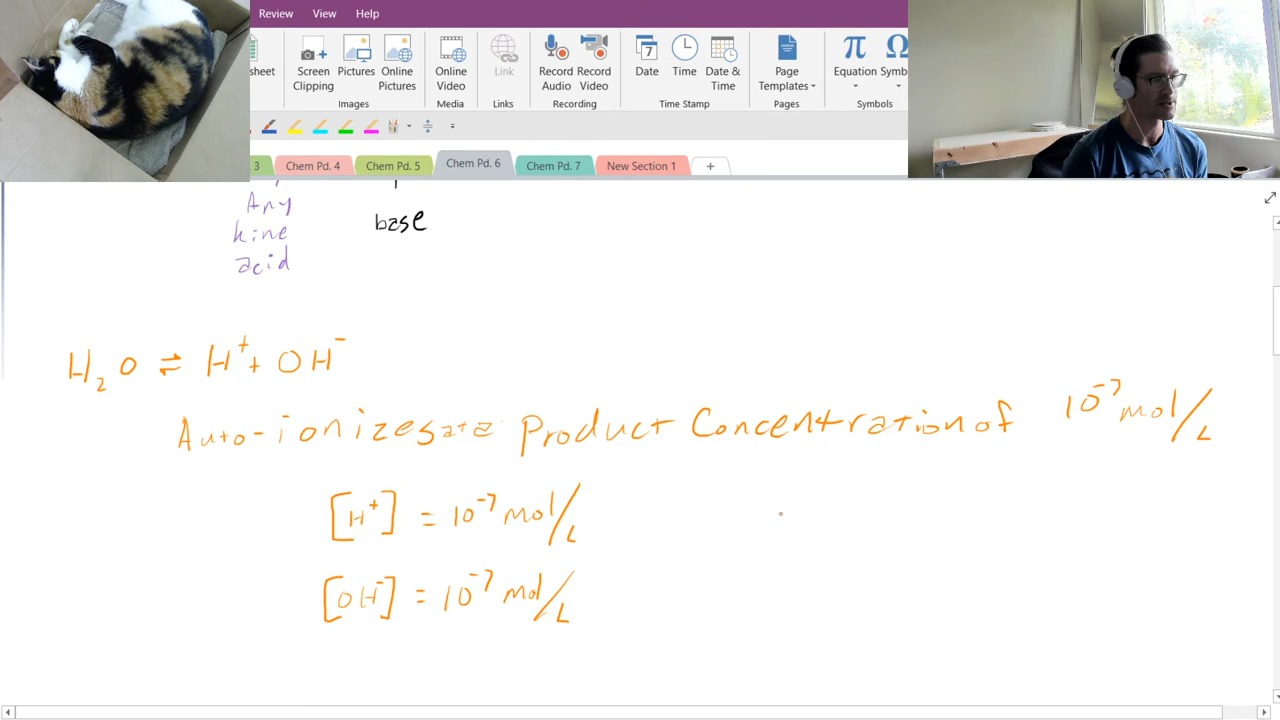 Review View Help
sheet Screen Clipping Pictures Online Pictures Online Video Link Record Audio Record Video Date Time Date & Time Page Templates Equation Symb
Images Media Links Recording Time Stamp Pages Symbols
3 Chem Pd. 4 Chem Pd. 5 Chem Pd. 6 Chem Pd. 7 New Section 1 +
Any
kine
acid
base
H₂O ⇌ H⁺ + OH⁻
Auto-ionizes at a Product Concentration of 10⁻⁷ mol/L
[H⁺] = 10⁻⁷ mol/L
[OH⁻] = 10⁻⁷ mol/L